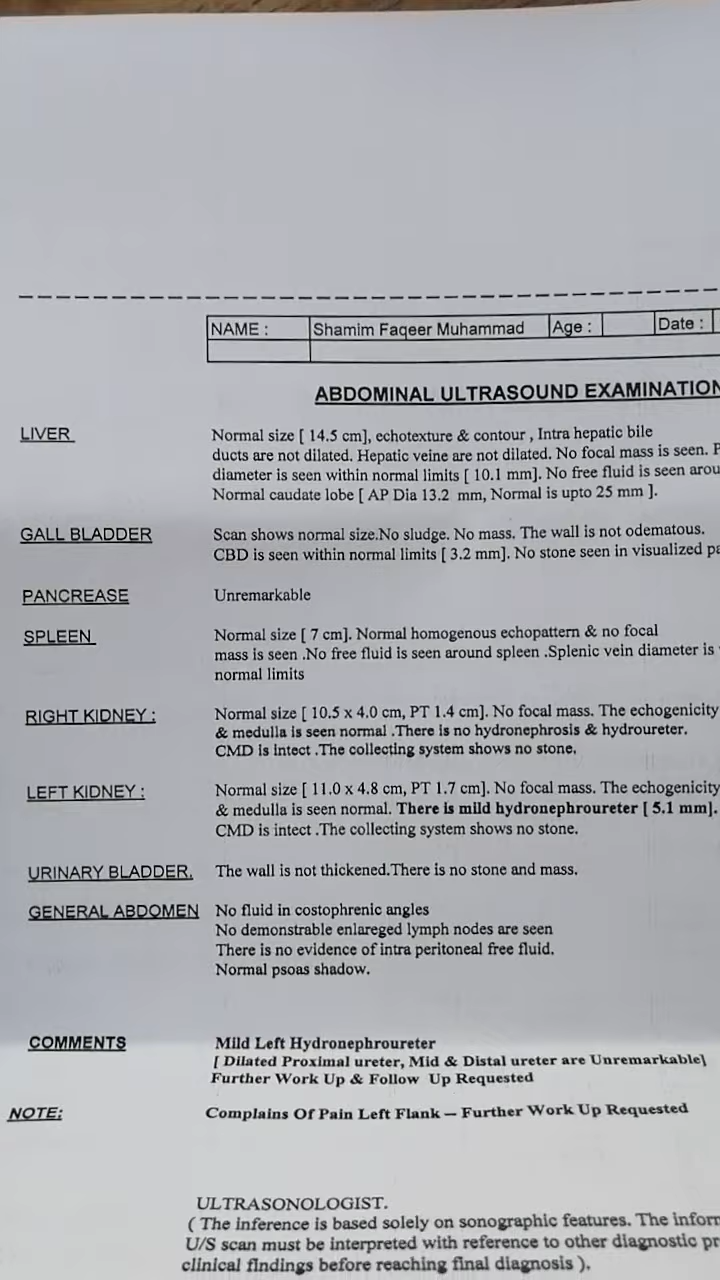 NAME : Shamim Faqeer Muhammad Age : Date :
ABDOMINAL ULTRASOUND EXAMINATION
LIVER Normal size [ 14.5 cm], echotexture & contour , Intra hepatic bile
ducts are not dilated. Hepatic veine are not dilated. No focal mass is seen. P
diameter is seen within normal limits [ 10.1 mm]. No free fluid is seen arou
Normal caudate lobe [ AP Dia 13.2 mm, Normal is upto 25 mm ].
GALL BLADDER Scan shows normal size.No sludge. No mass. The wall is not odematous.
CBD is seen within normal limits [ 3.2 mm]. No stone seen in visualized pa
PANCREASE Unremarkable
SPLEEN Normal size [ 7 cm]. Normal homogenous echopattern & no focal
mass is seen .No free fluid is seen around spleen .Splenic vein diameter is
normal limits
RIGHT KIDNEY : Normal size [ 10.5 x 4.0 cm, PT 1.4 cm]. No focal mass. The echogenicity
& medulla is seen normal .There is no hydronephrosis & hydroureter.
CMD is intect .The collecting system shows no stone.
LEFT KIDNEY : Normal size [ 11.0 x 4.8 cm, PT 1.7 cm]. No focal mass. The echogenicity
& medulla is seen normal. There is mild hydronephroureter [ 5.1 mm].
CMD is intect .The collecting system shows no stone.
URINARY BLADDER. The wall is not thickened.There is no stone and mass.
GENERAL ABDOMEN No fluid in costophrenic angles
No demonstrable enlareged lymph nodes are seen
There is no evidence of intra peritoneal free fluid.
Normal psoas shadow.
COMMENTS Mild Left Hydronephroureter
[ Dilated Proximal ureter, Mid & Distal ureter are Unremarkable]
Further Work Up & Follow Up Requested
NOTE: Complains Of Pain Left Flank – Further Work Up Requested
ULTRASONOLOGIST.
( The inference is based solely on sonographic features. The inform
U/S scan must be interpreted with reference to other diagnostic pr
clinical findings before reaching final diagnosis ).